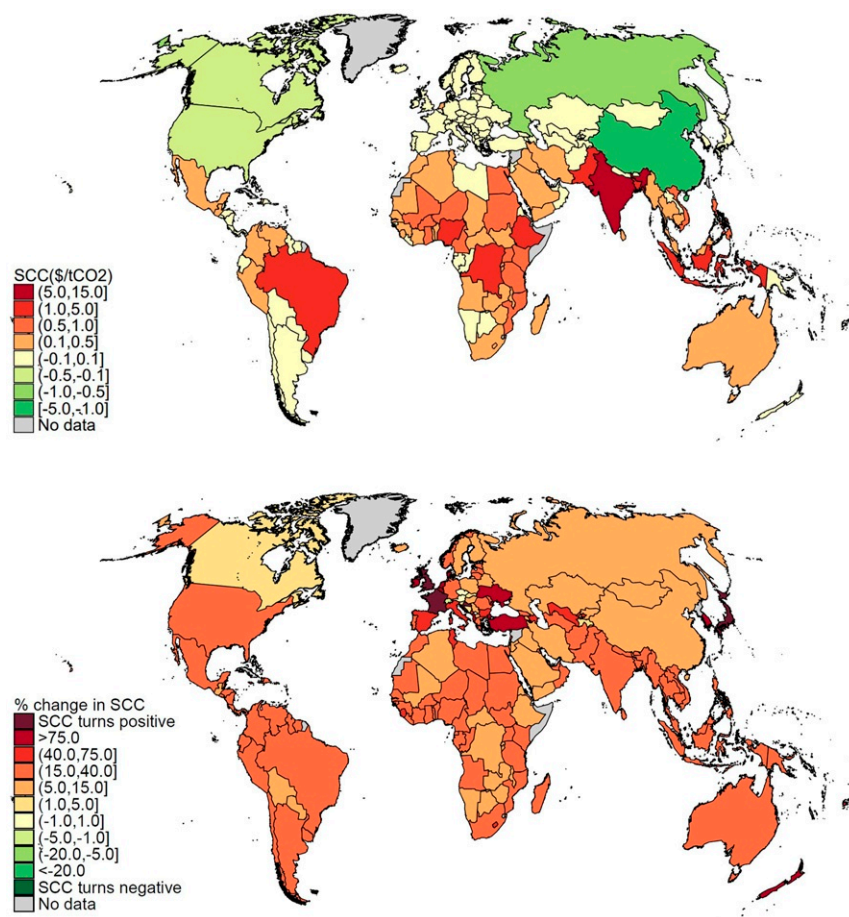 SCC($/tCO2)
(5.0,15.0]
(1.0,5.0]
(0.5,1.0]
(0.1,0.5]
(-0.1,0.1]
(-0.5,-0.1]
(-1.0,-0.5]
[-5.0,-1.0]
No data
% change in SCC
SCC turns positive
>75.0
(40.0,75.0]
(15.0,40.0]
(5.0,15.0]
(1.0,5.0]
(-1.0,1.0]
(-5.0,-1.0]
(-20.0,-5.0]
<-20.0
SCC turns negative
No data